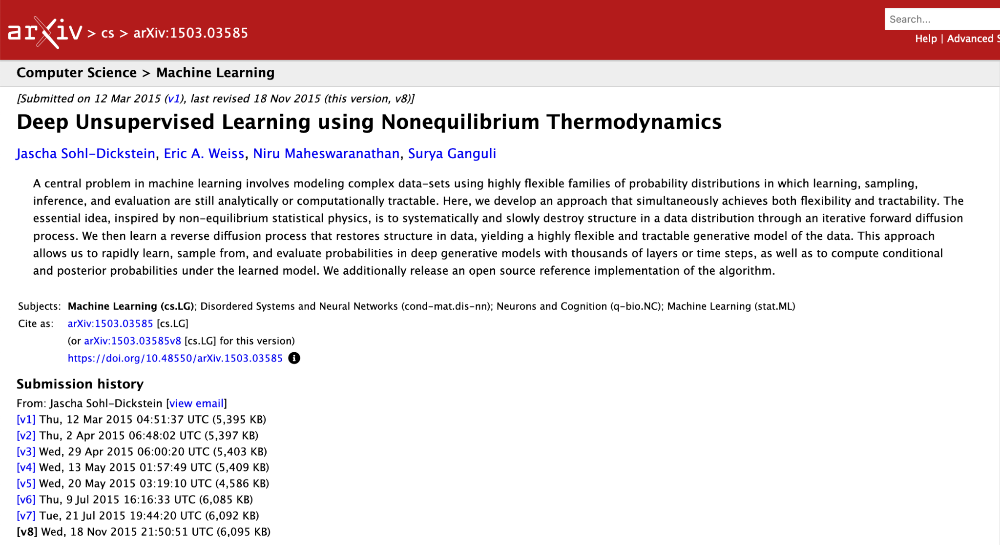 arXiv > cs > arXiv:1503.03585
Search...
Help | Advanced S
Computer Science > Machine Learning
[Submitted on 12 Mar 2015 (v1), last revised 18 Nov 2015 (this version, v8)]
Deep Unsupervised Learning using Nonequilibrium Thermodynamics
Jascha Sohl-Dickstein, Eric A. Weiss, Niru Maheswaranathan, Surya Ganguli
A central problem in machine learning involves modeling complex data-sets using highly flexible families of probability distributions in which learning, sampling,
inference, and evaluation are still analytically or computationally tractable. Here, we develop an approach that simultaneously achieves both flexibility and tractability. The
essential idea, inspired by non-equilibrium statistical physics, is to systematically and slowly destroy structure in a data distribution through an iterative forward diffusion
process. We then learn a reverse diffusion process that restores structure in data, yielding a highly flexible and tractable generative model of the data. This approach
allows us to rapidly learn, sample from, and evaluate probabilities in deep generative models with thousands of layers or time steps, as well as to compute conditional
and posterior probabilities under the learned model. We additionally release an open source reference implementation of the algorithm.
Subjects: Machine Learning (cs.LG); Disordered Systems and Neural Networks (cond-mat.dis-nn); Neurons and Cognition (q-bio.NC); Machine Learning (stat.ML)
Cite as: arXiv:1503.03585 [cs.LG]
(or arXiv:1503.03585v8 [cs.LG] for this version)
https://doi.org/10.48550/arXiv.1503.03585
Submission history
From: Jascha Sohl-Dickstein [view email]
[v1] Thu, 12 Mar 2015 04:51:37 UTC (5,395 KB)
[v2] Thu, 2 Apr 2015 06:48:02 UTC (5,397 KB)
[v3] Wed, 29 Apr 2015 06:00:20 UTC (5,403 KB)
[v4] Wed, 13 May 2015 01:57:49 UTC (5,409 KB)
[v5] Wed, 20 May 2015 03:19:10 UTC (4,586 KB)
[v6] Thu, 9 Jul 2015 16:16:33 UTC (6,085 KB)
[v7] Tue, 21 Jul 2015 19:44:20 UTC (6,092 KB)
[v8] Wed, 18 Nov 2015 21:50:51 UTC (6,095 KB)